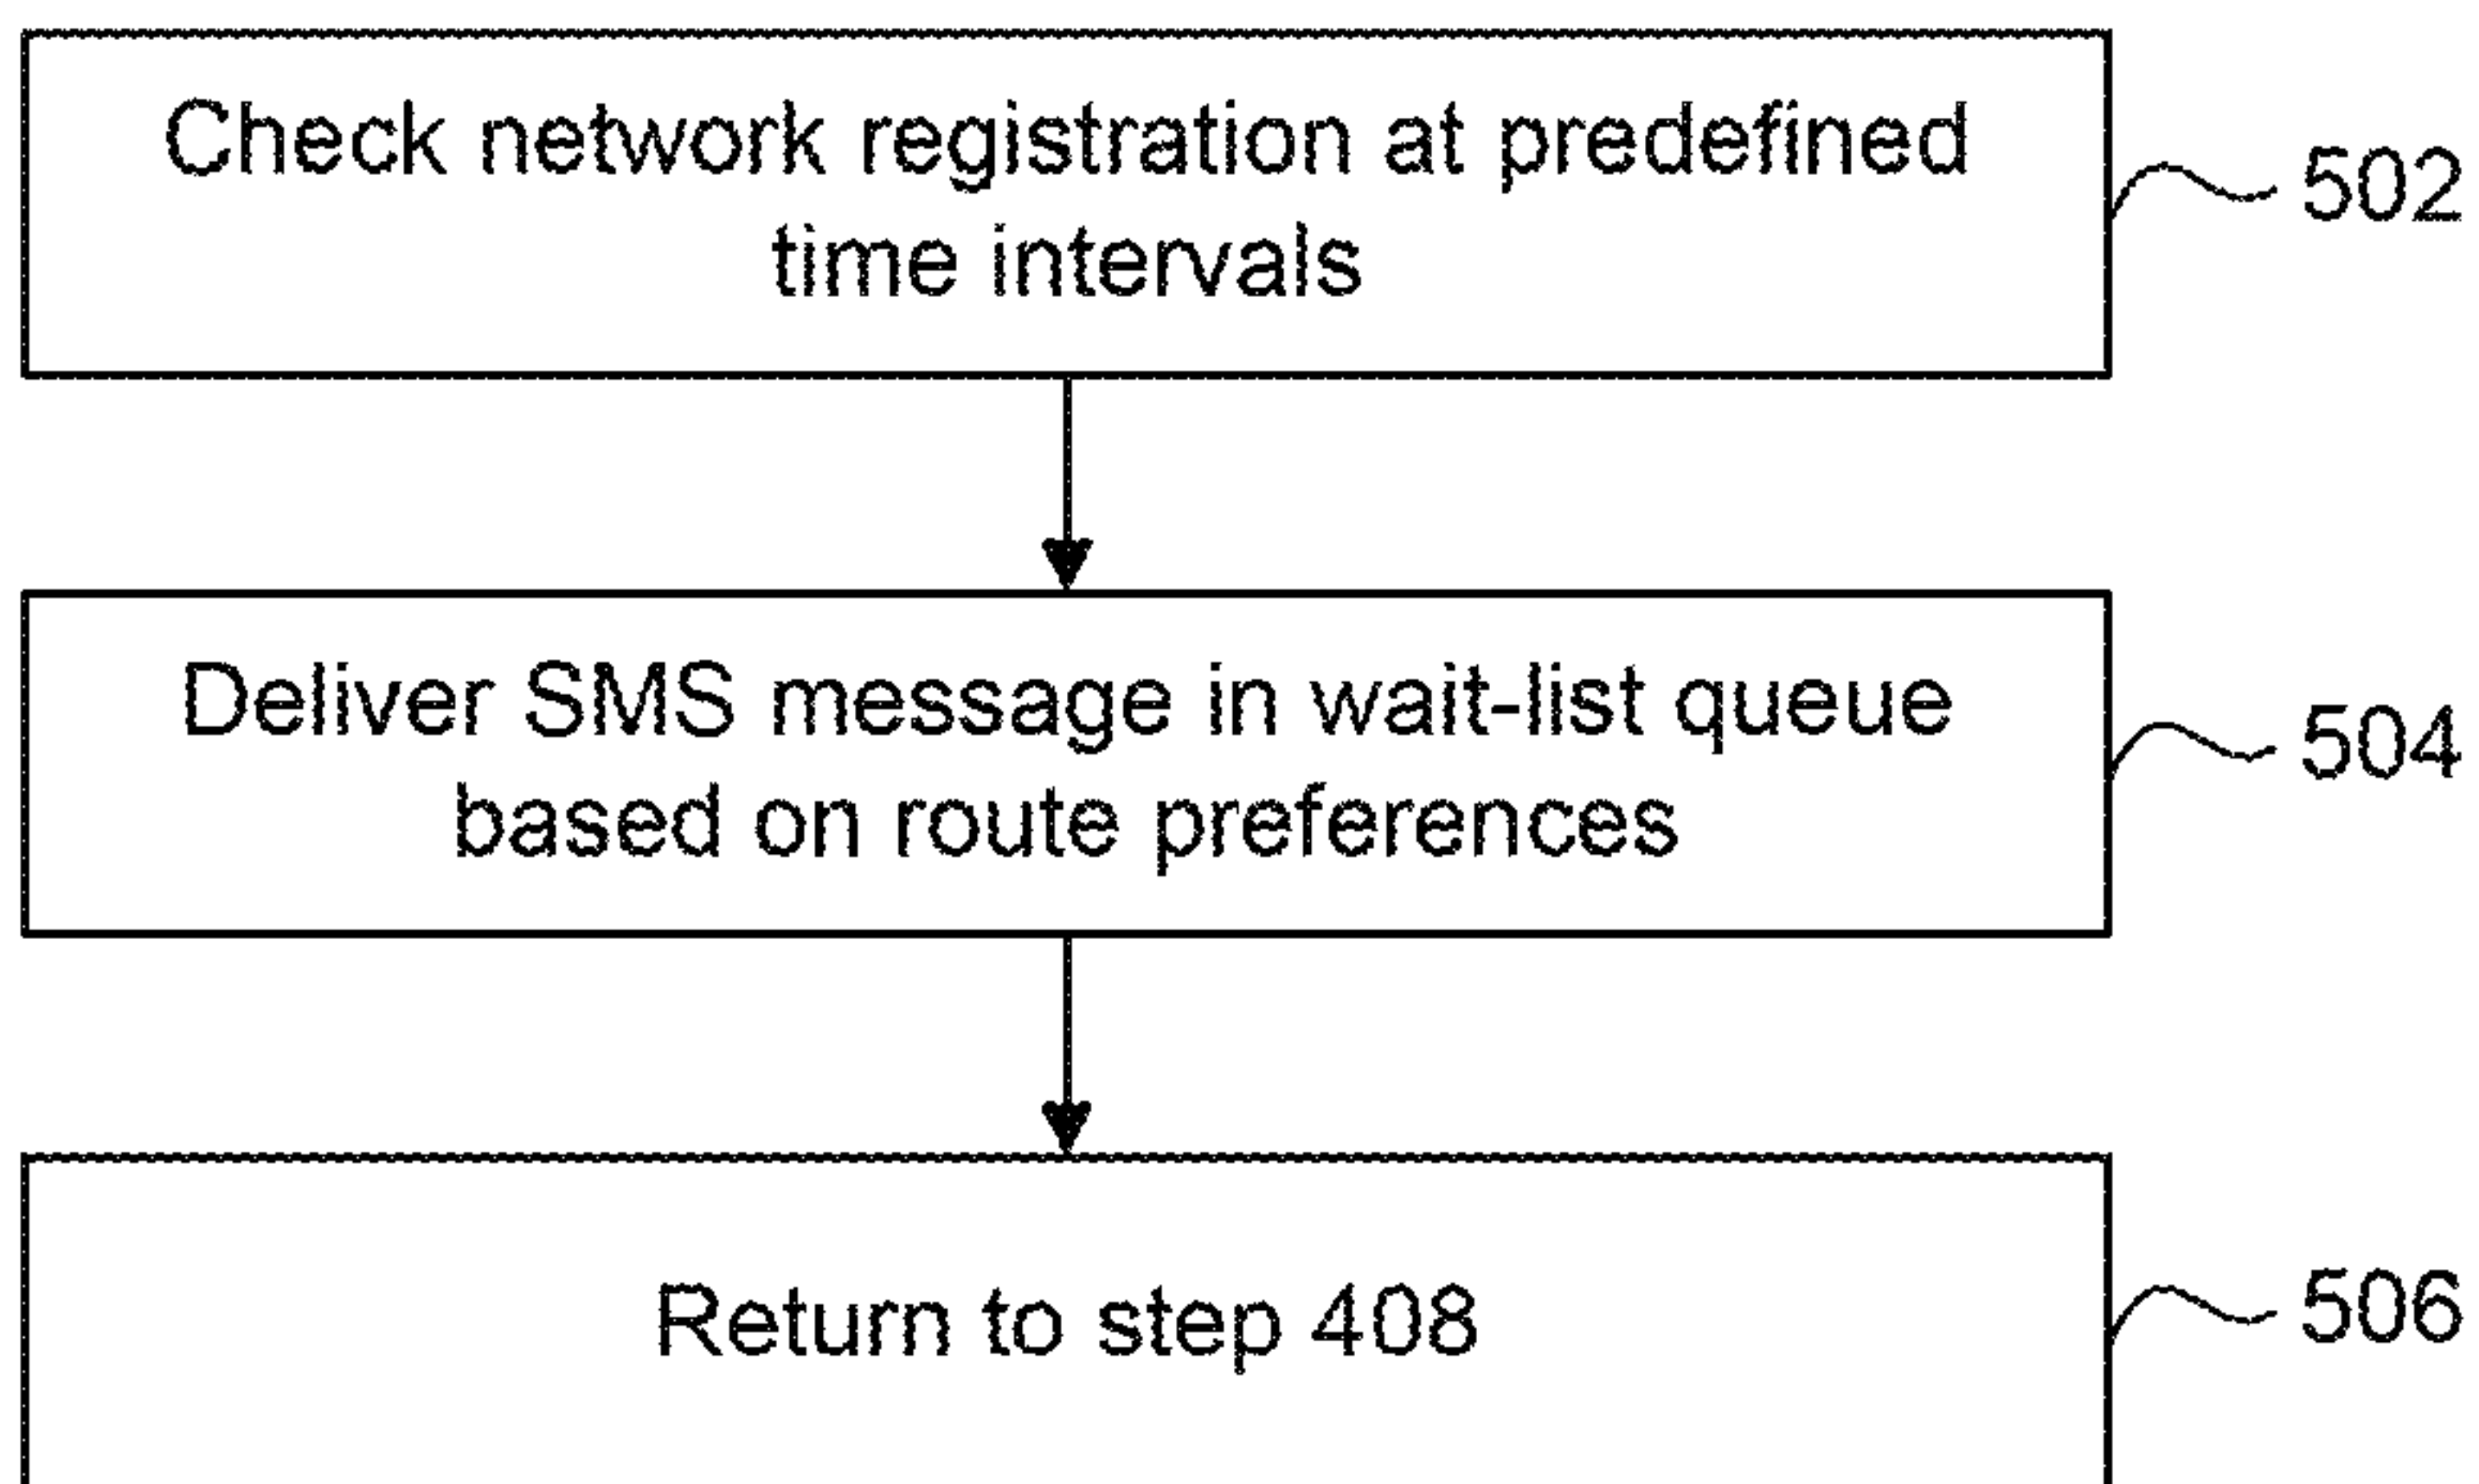 Check network registration at predefined
time intervals
502
Deliver SMS message in wait-list queue
based on route preferences
504
Return to step 408
506